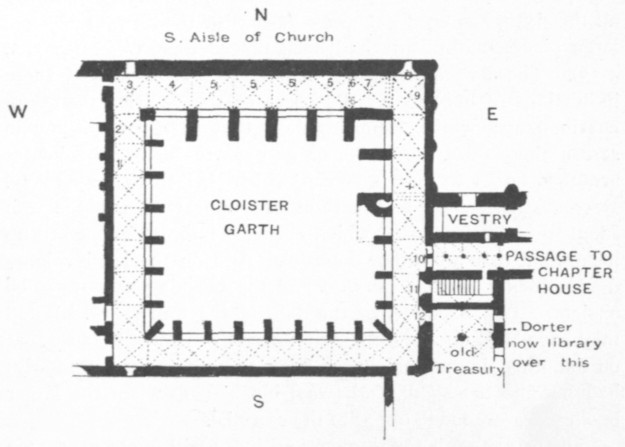 N
S. Aisle of Church
3 4 5 5 5 5 6 7 8
9
W
E
2
1
CLOISTER
GARTH
VESTRY
10
PASSAGE TO
CHAPTER
HOUSE
11
12
Dorter
now library
over this
old
Treasury
S